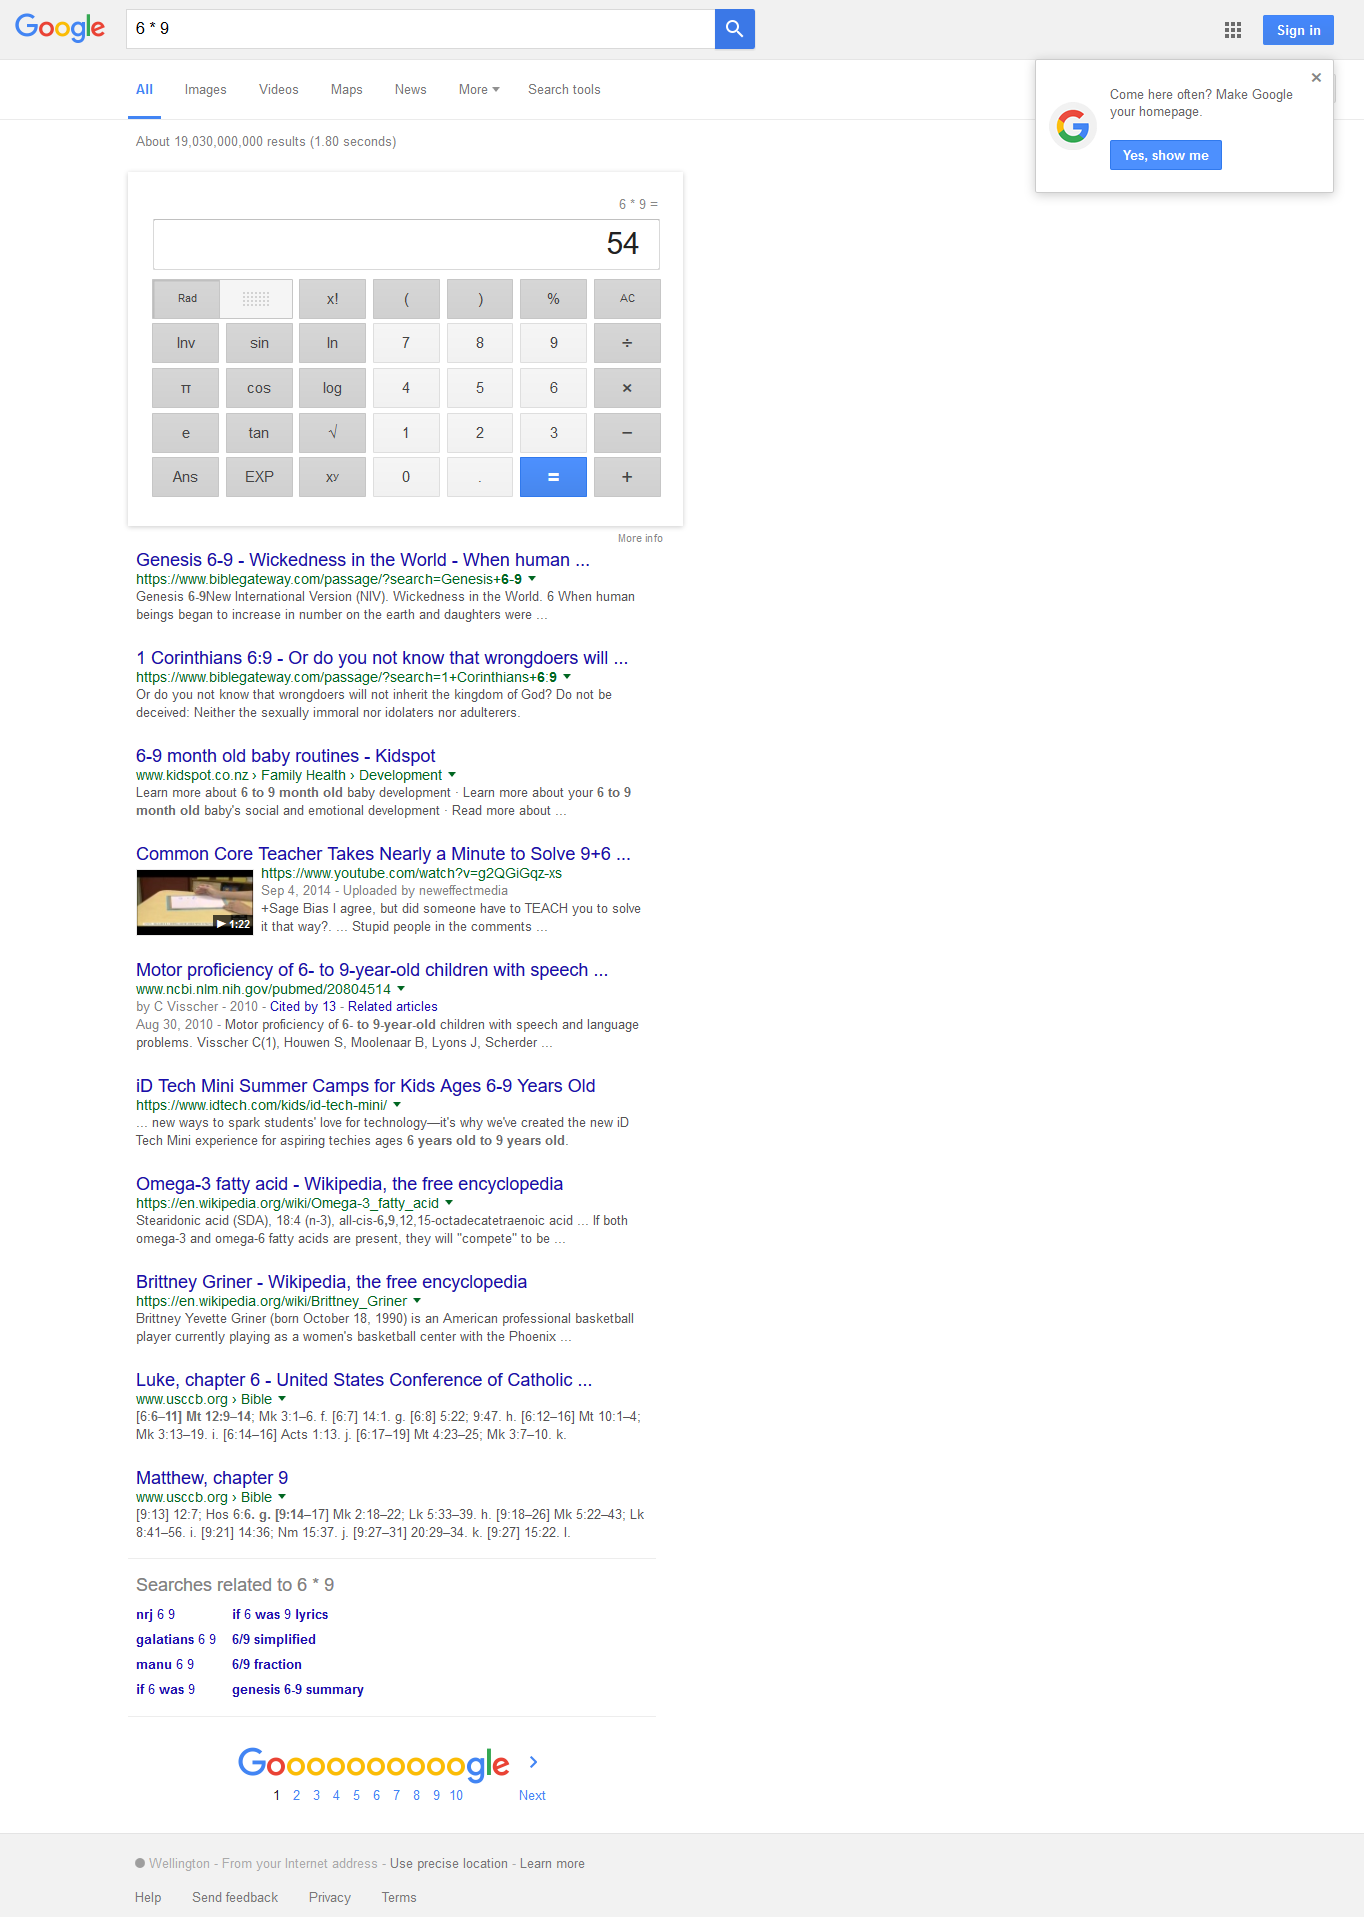 Google
6 * 9
Sign in
All Images Videos Maps News More Search tools
Come here often? Make Google
your homepage.
Yes, show me
About 19,030,000,000 results (1.80 seconds)
6 * 9 =
54
Rad x! ( ) % AC
Inv sin ln 7 8 9 ÷
π cos log 4 5 6 ×
e tan √ 1 2 3 −
Ans EXP xy 0 . = +
More info
Genesis 6-9 - Wickedness in the World - When human ...
https://www.biblegateway.com/passage/?search=Genesis+6-9
Genesis 6-9New International Version (NIV). Wickedness in the World. 6 When human
beings began to increase in number on the earth and daughters were ...
1 Corinthians 6:9 - Or do you not know that wrongdoers will ...
https://www.biblegateway.com/passage/?search=1+Corinthians+6:9
Or do you not know that wrongdoers will not inherit the kingdom of God? Do not be
deceived: Neither the sexually immoral nor idolaters nor adulterers.
6-9 month old baby routines - Kidspot
www.kidspot.co.nz › Family Health › Development
Learn more about 6 to 9 month old baby development · Learn more about your 6 to 9
month old baby's social and emotional development · Read more about ...
Common Core Teacher Takes Nearly a Minute to Solve 9+6 ...
https://www.youtube.com/watch?v=g2QGiGqz-xs
Sep 4, 2014 - Uploaded by neweffectmedia
+Sage Bias I agree, but did someone have to TEACH you to solve
it that way?. ... Stupid people in the comments ...
1:22
Motor proficiency of 6- to 9-year-old children with speech ...
www.ncbi.nlm.nih.gov/pubmed/20804514
by C Visscher - 2010 - Cited by 13 - Related articles
Aug 30, 2010 - Motor proficiency of 6- to 9-year-old children with speech and language
problems. Visscher C(1), Houwen S, Moolenaar B, Lyons J, Scherder ...
iD Tech Mini Summer Camps for Kids Ages 6-9 Years Old
https://www.idtech.com/kids/id-tech-mini/
... new ways to spark students' love for technology—it's why we've created the new iD
Tech Mini experience for aspiring techies ages 6 years old to 9 years old.
Omega-3 fatty acid - Wikipedia, the free encyclopedia
https://en.wikipedia.org/wiki/Omega-3_fatty_acid
Stearidonic acid (SDA), 18:4 (n-3), all-cis-6,9,12,15-octadecatetraenoic acid ... If both
omega-3 and omega-6 fatty acids are present, they will "compete" to be ...
Brittney Griner - Wikipedia, the free encyclopedia
https://en.wikipedia.org/wiki/Brittney_Griner
Brittney Yevette Griner (born October 18, 1990) is an American professional basketball
player currently playing as a women's basketball center with the Phoenix ...
Luke, chapter 6 - United States Conference of Catholic ...
www.usccb.org › Bible
[6:6–11] Mt 12:9–14; Mk 3:1–6. f. [6:7] 14:1. g. [6:8] 5:22; 9:47. h. [6:12–16] Mt 10:1–4;
Mk 3:13–19. i. [6:14–16] Acts 1:13. j. [6:17–19] Mt 4:23–25; Mk 3:7–10. k.
Matthew, chapter 9
www.usccb.org › Bible
[9:13] 12:7; Hos 6:6. g. [9:14–17] Mk 2:18–22; Lk 5:33–39. h. [9:18–26] Mk 5:22–43; Lk
8:41–56. i. [9:21] 14:36; Nm 15:37. j. [9:27–31] 20:29–34. k. [9:27] 15:22. l.
Searches related to 6 * 9
nrj 6 9 if 6 was 9 lyrics
galatians 6 9 6/9 simplified
manu 6 9 6/9 fraction
if 6 was 9 genesis 6-9 summary
Goooooooooogle
1 2 3 4 5 6 7 8 9 10 Next
Wellington - From your Internet address - Use precise location - Learn more
Help Send feedback Privacy Terms